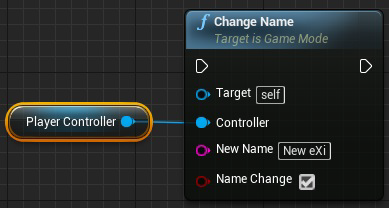 Change Name
Target is Game Mode
Target self
Player Controller
Controller
New Name New eXi
Name Change